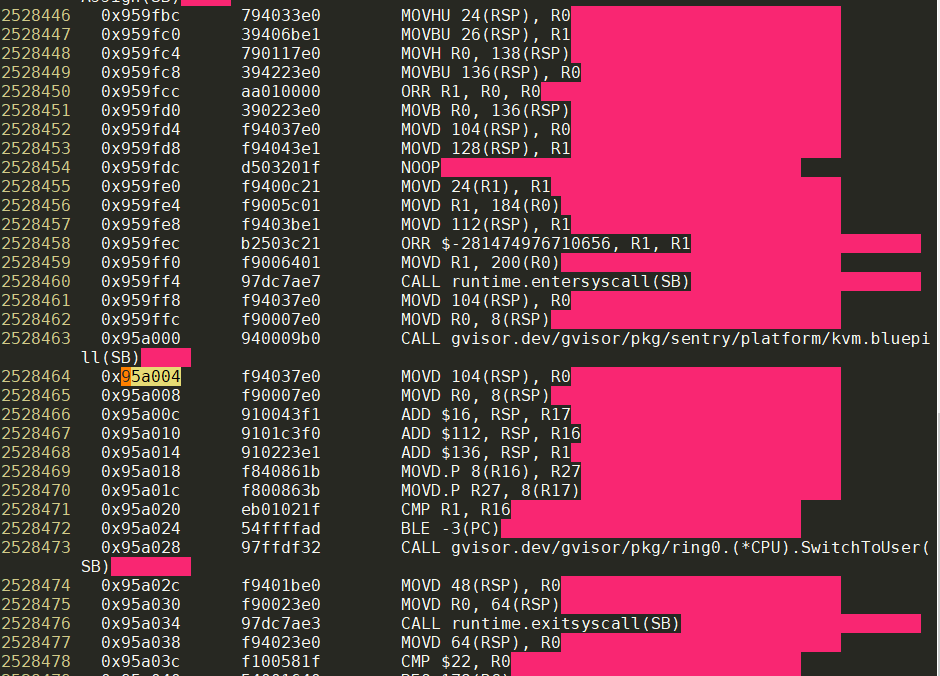 2528446 0x959fbc 794033e0 MOVHU 24(RSP), R0
2528447 0x959fc0 39406be1 MOVBU 26(RSP), R1
2528448 0x959fc4 790117e0 MOVH R0, 138(RSP)
2528449 0x959fc8 394223e0 MOVBU 136(RSP), R0
2528450 0x959fcc aa010000 ORR R1, R0, R0
2528451 0x959fd0 390223e0 MOVB R0, 136(RSP)
2528452 0x959fd4 f94037e0 MOVD 104(RSP), R0
2528453 0x959fd8 f94043e1 MOVD 128(RSP), R1
2528454 0x959fdc d503201f NOOP
2528455 0x959fe0 f9400c21 MOVD 24(R1), R1
2528456 0x959fe4 f9005c01 MOVD R1, 184(R0)
2528457 0x959fe8 f9403be1 MOVD 112(RSP), R1
2528458 0x959fec b2503c21 ORR $-281474976710656, R1, R1
2528459 0x959ff0 f9006401 MOVD R1, 200(R0)
2528460 0x959ff4 97dc7ae7 CALL runtime.entersyscall(SB)
2528461 0x959ff8 f94037e0 MOVD 104(RSP), R0
2528462 0x959ffc f90007e0 MOVD R0, 8(RSP)
2528463 0x95a000 940009b0 CALL gvisor.dev/gvisor/pkg/sentry/platform/kvm.bluepi
ll(SB)
2528464 0x95a004 f94037e0 MOVD 104(RSP), R0
2528465 0x95a008 f90007e0 MOVD R0, 8(RSP)
2528466 0x95a00c 910043f1 ADD $16, RSP, R17
2528467 0x95a010 9101c3f0 ADD $112, RSP, R16
2528468 0x95a014 910223e1 ADD $136, RSP, R1
2528469 0x95a018 f840861b MOVD.P 8(R16), R27
2528470 0x95a01c f800863b MOVD.P R27, 8(R17)
2528471 0x95a020 eb01021f CMP R1, R16
2528472 0x95a024 54ffffad BLE -3(PC)
2528473 0x95a028 97ffdf32 CALL gvisor.dev/gvisor/pkg/ring0.(*CPU).SwitchToUser(
SB)
2528474 0x95a02c f9401be0 MOVD 48(RSP), R0
2528475 0x95a030 f90023e0 MOVD R0, 64(RSP)
2528476 0x95a034 97dc7ae3 CALL runtime.exitsyscall(SB)
2528477 0x95a038 f94023e0 MOVD 64(RSP), R0
2528478 0x95a03c f100581f CMP $22, R0